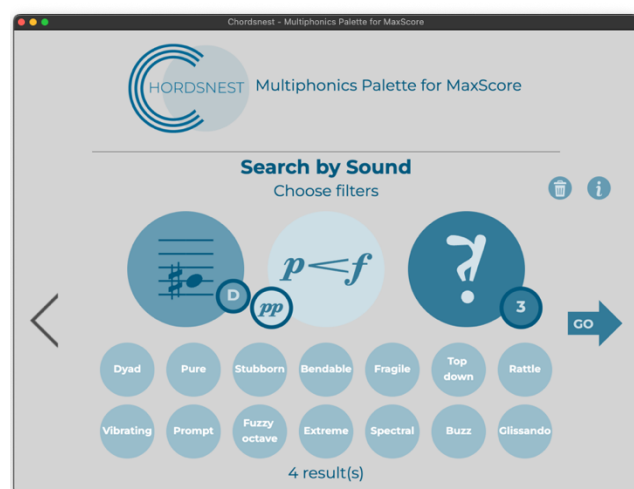 Chordsnest - Multiphonics Palette for MaxScore
CHORDSNEST Multiphonics Palette for MaxScore
Search by Sound
Choose filters
i
p f ?
D pp 3
GO
Dyad Pure Stubborn Bendable Fragile Top down Rattle
Vibrating Prompt Fuzzy octave Extreme Spectral Buzz Glissando
4 result(s)